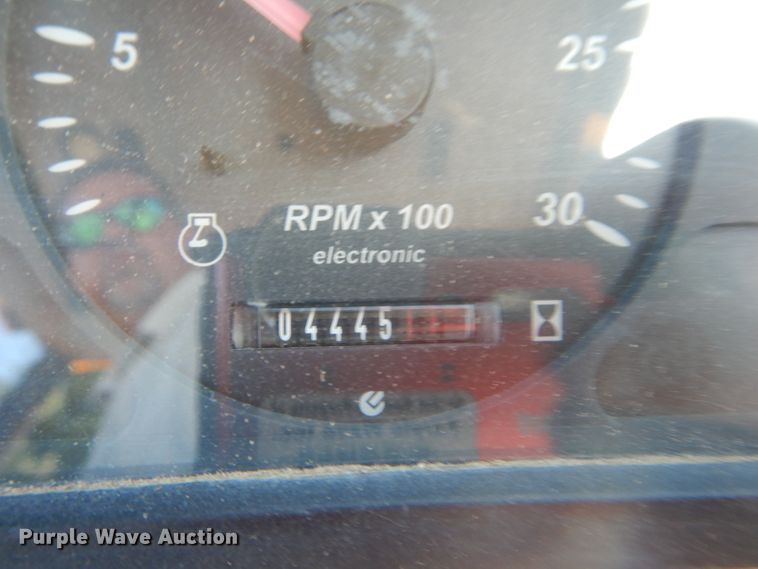 5
25
RPM x 100
30
electronic
04445
Purple Wave Auction